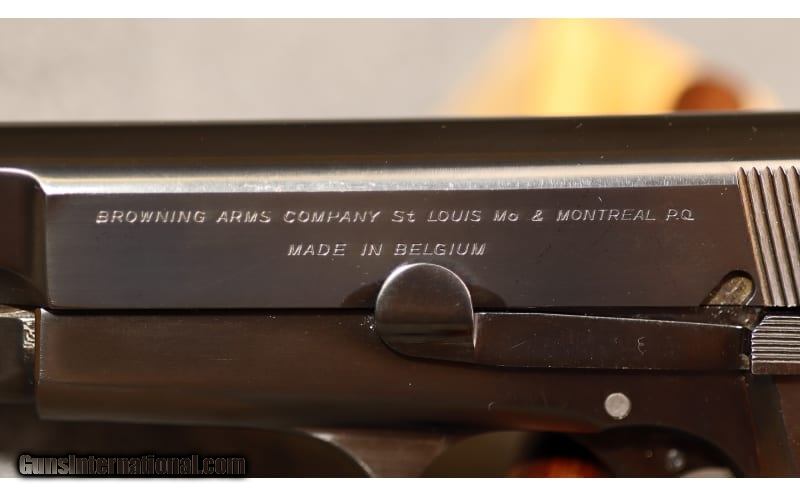 BROWNING ARMS COMPANY St LOUIS Mo & MONTREAL P.Q.
MADE IN BELGIUM
GunsInternational.com